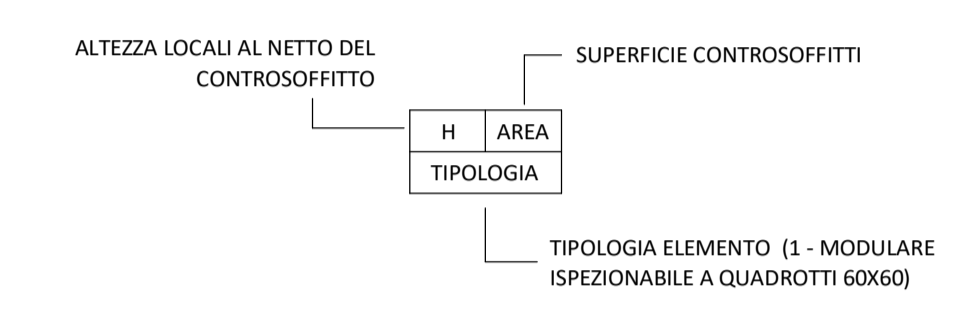 ALTEZZA LOCALI AL NETTO DEL
CONTROSOFFITTO
SUPERFICIE CONTROSOFFITTI
H AREA
TIPOLOGIA
TIPOLOGIA ELEMENTO (1 - MODULARE
ISPEZIONABILE A QUADROTTI 60X60)